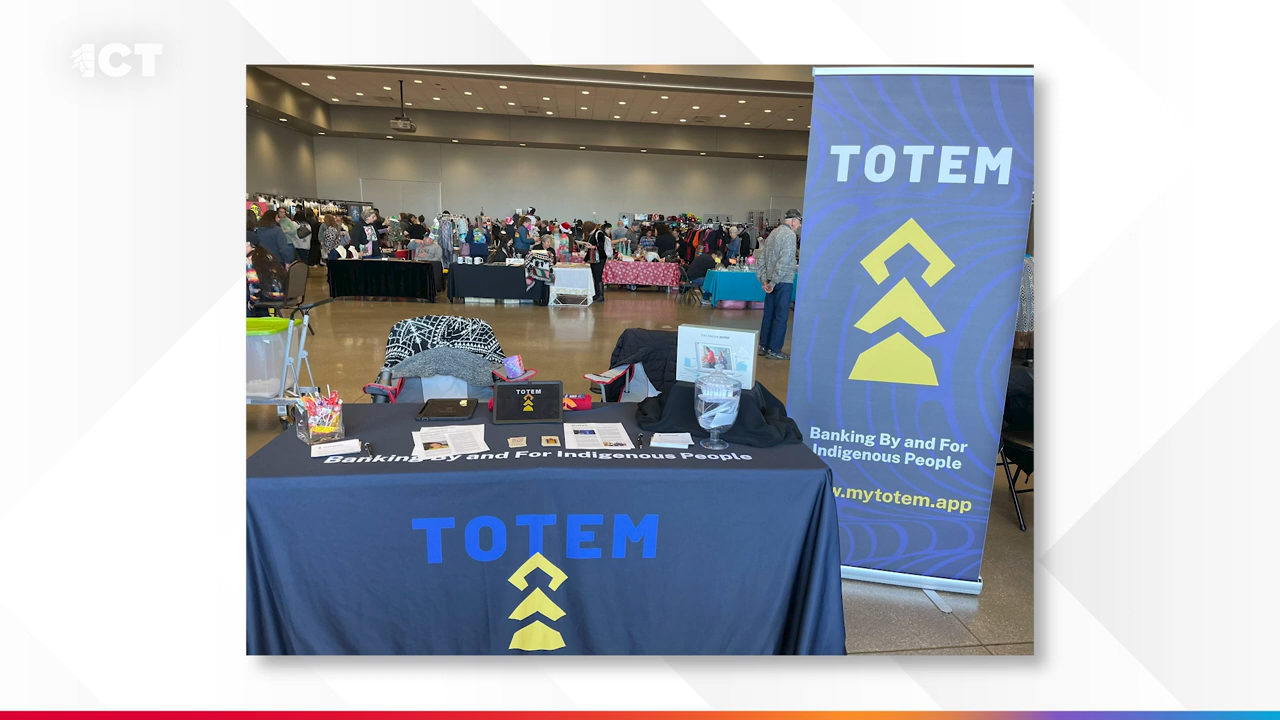 ICT
TOTEM
TOTEM
Banking By and For Indigenous People
TOTEM
Banking By and For
Indigenous People
w.mytotem.app